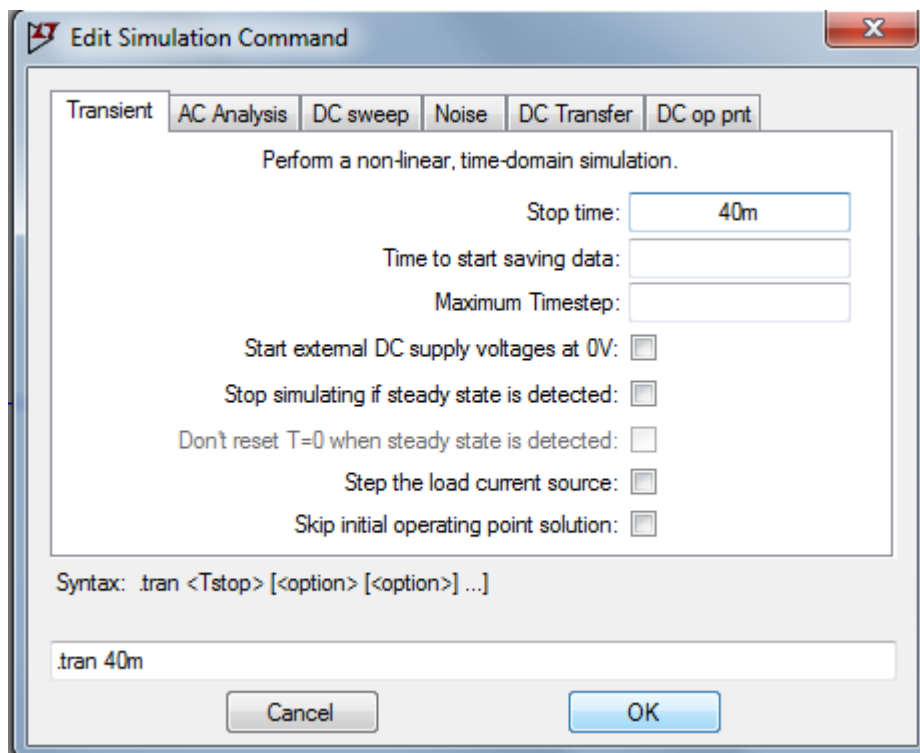 Edit Simulation Command
Transient AC Analysis DC sweep Noise DC Transfer DC op pnt
Perform a non-linear, time-domain simulation.
Stop time: 40m
Time to start saving data:
Maximum Timestep:
Start external DC supply voltages at 0V:
Stop simulating if steady state is detected:
Don't reset T=0 when steady state is detected:
Step the load current source:
Skip initial operating point solution:
Syntax: .tran <Tstop> [<option> [<option>] ...]
.tran 40m
Cancel OK